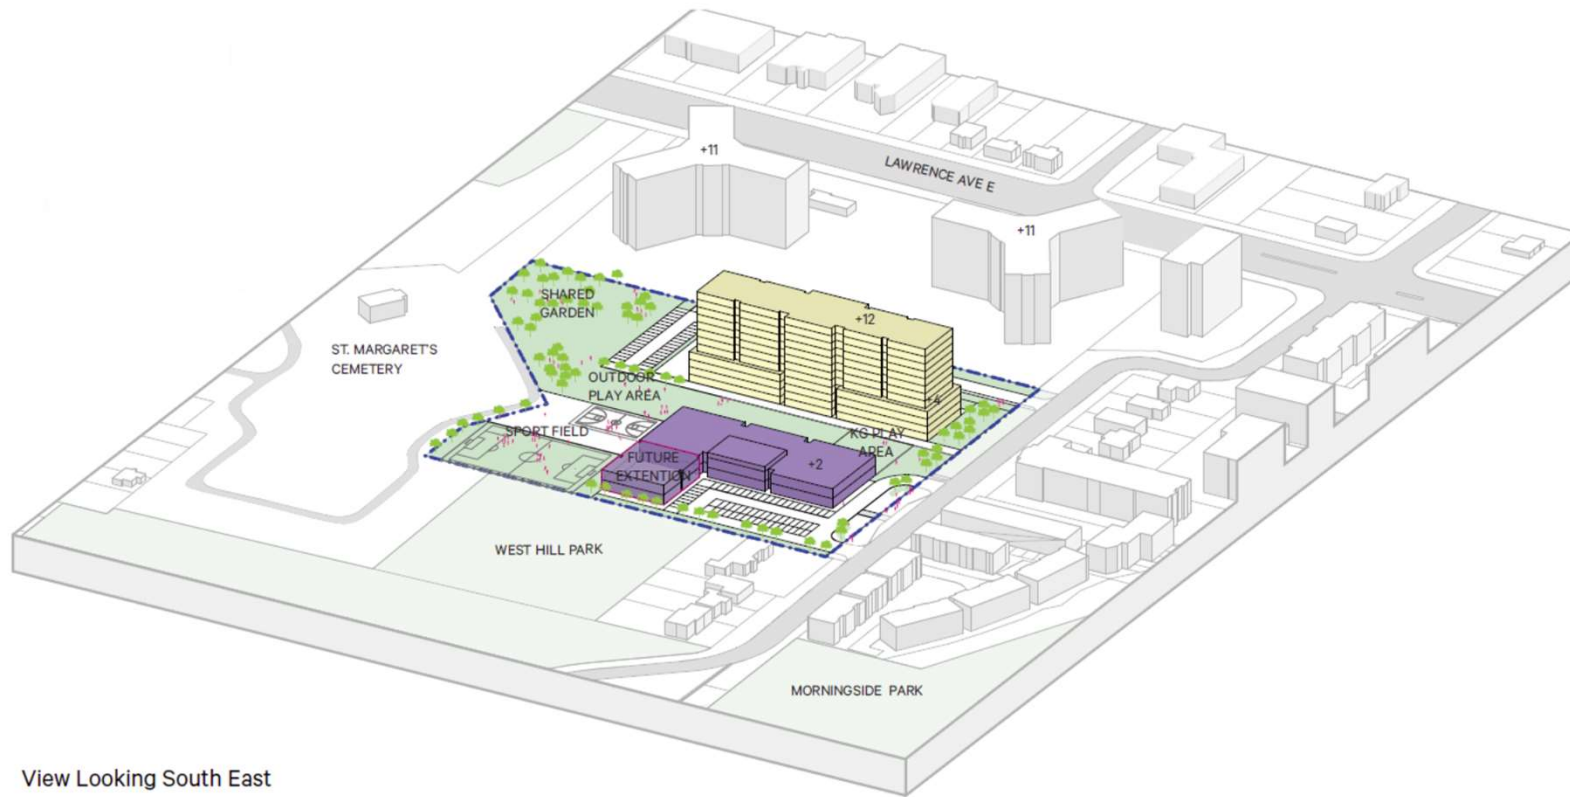 +11
LAWRENCE AVE E
+11
SHARED
GARDEN
+12
ST. MARGARET'S
CEMETERY
OUTDOOR
PLAY AREA
+4
SPORT FIELD
KG PLAY
AREA
FUTURE
EXTENTION
+2
WEST HILL PARK
MORNINGSIDE PARK
View Looking South East